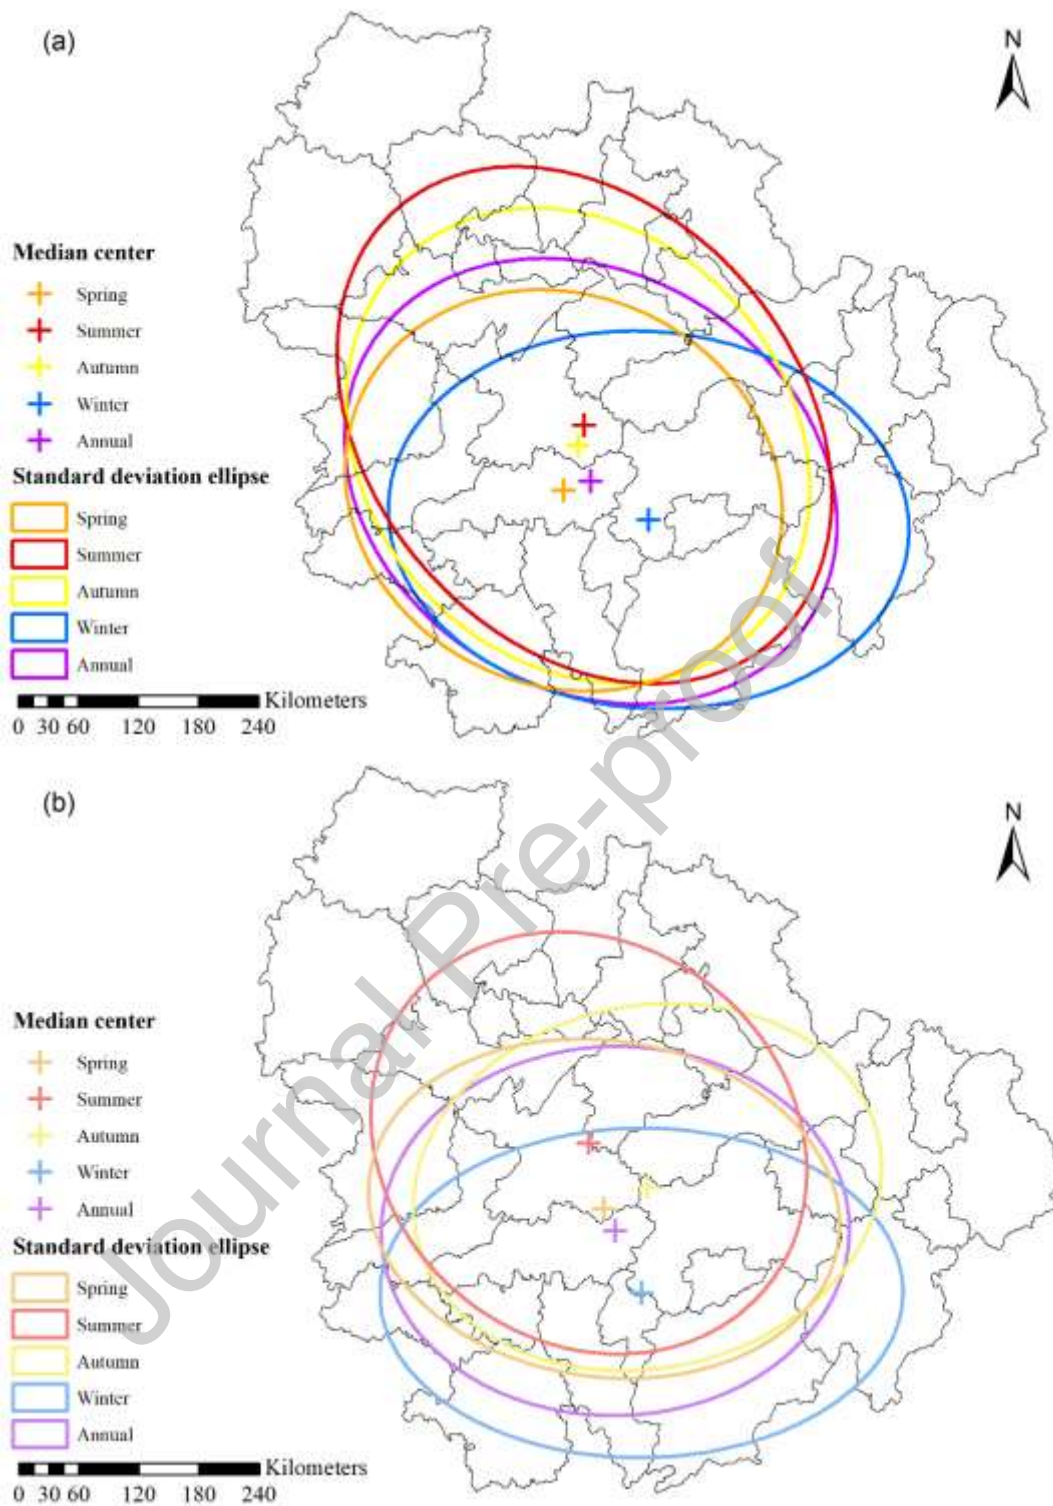 (a)
N
Median center
Spring
Summer
Autumn
Winter
Annual
Standard deviation ellipse
Spring
Summer
Autumn
Winter
Annual
Kilometers
0 30 60 120 180 240
(b)
N
Median center
Spring
Summer
Autumn
Winter
Annual
Standard deviation ellipse
Spring
Summer
Autumn
Winter
Annual
Kilometers
0 30 60 120 180 240
Journal Pre-proof